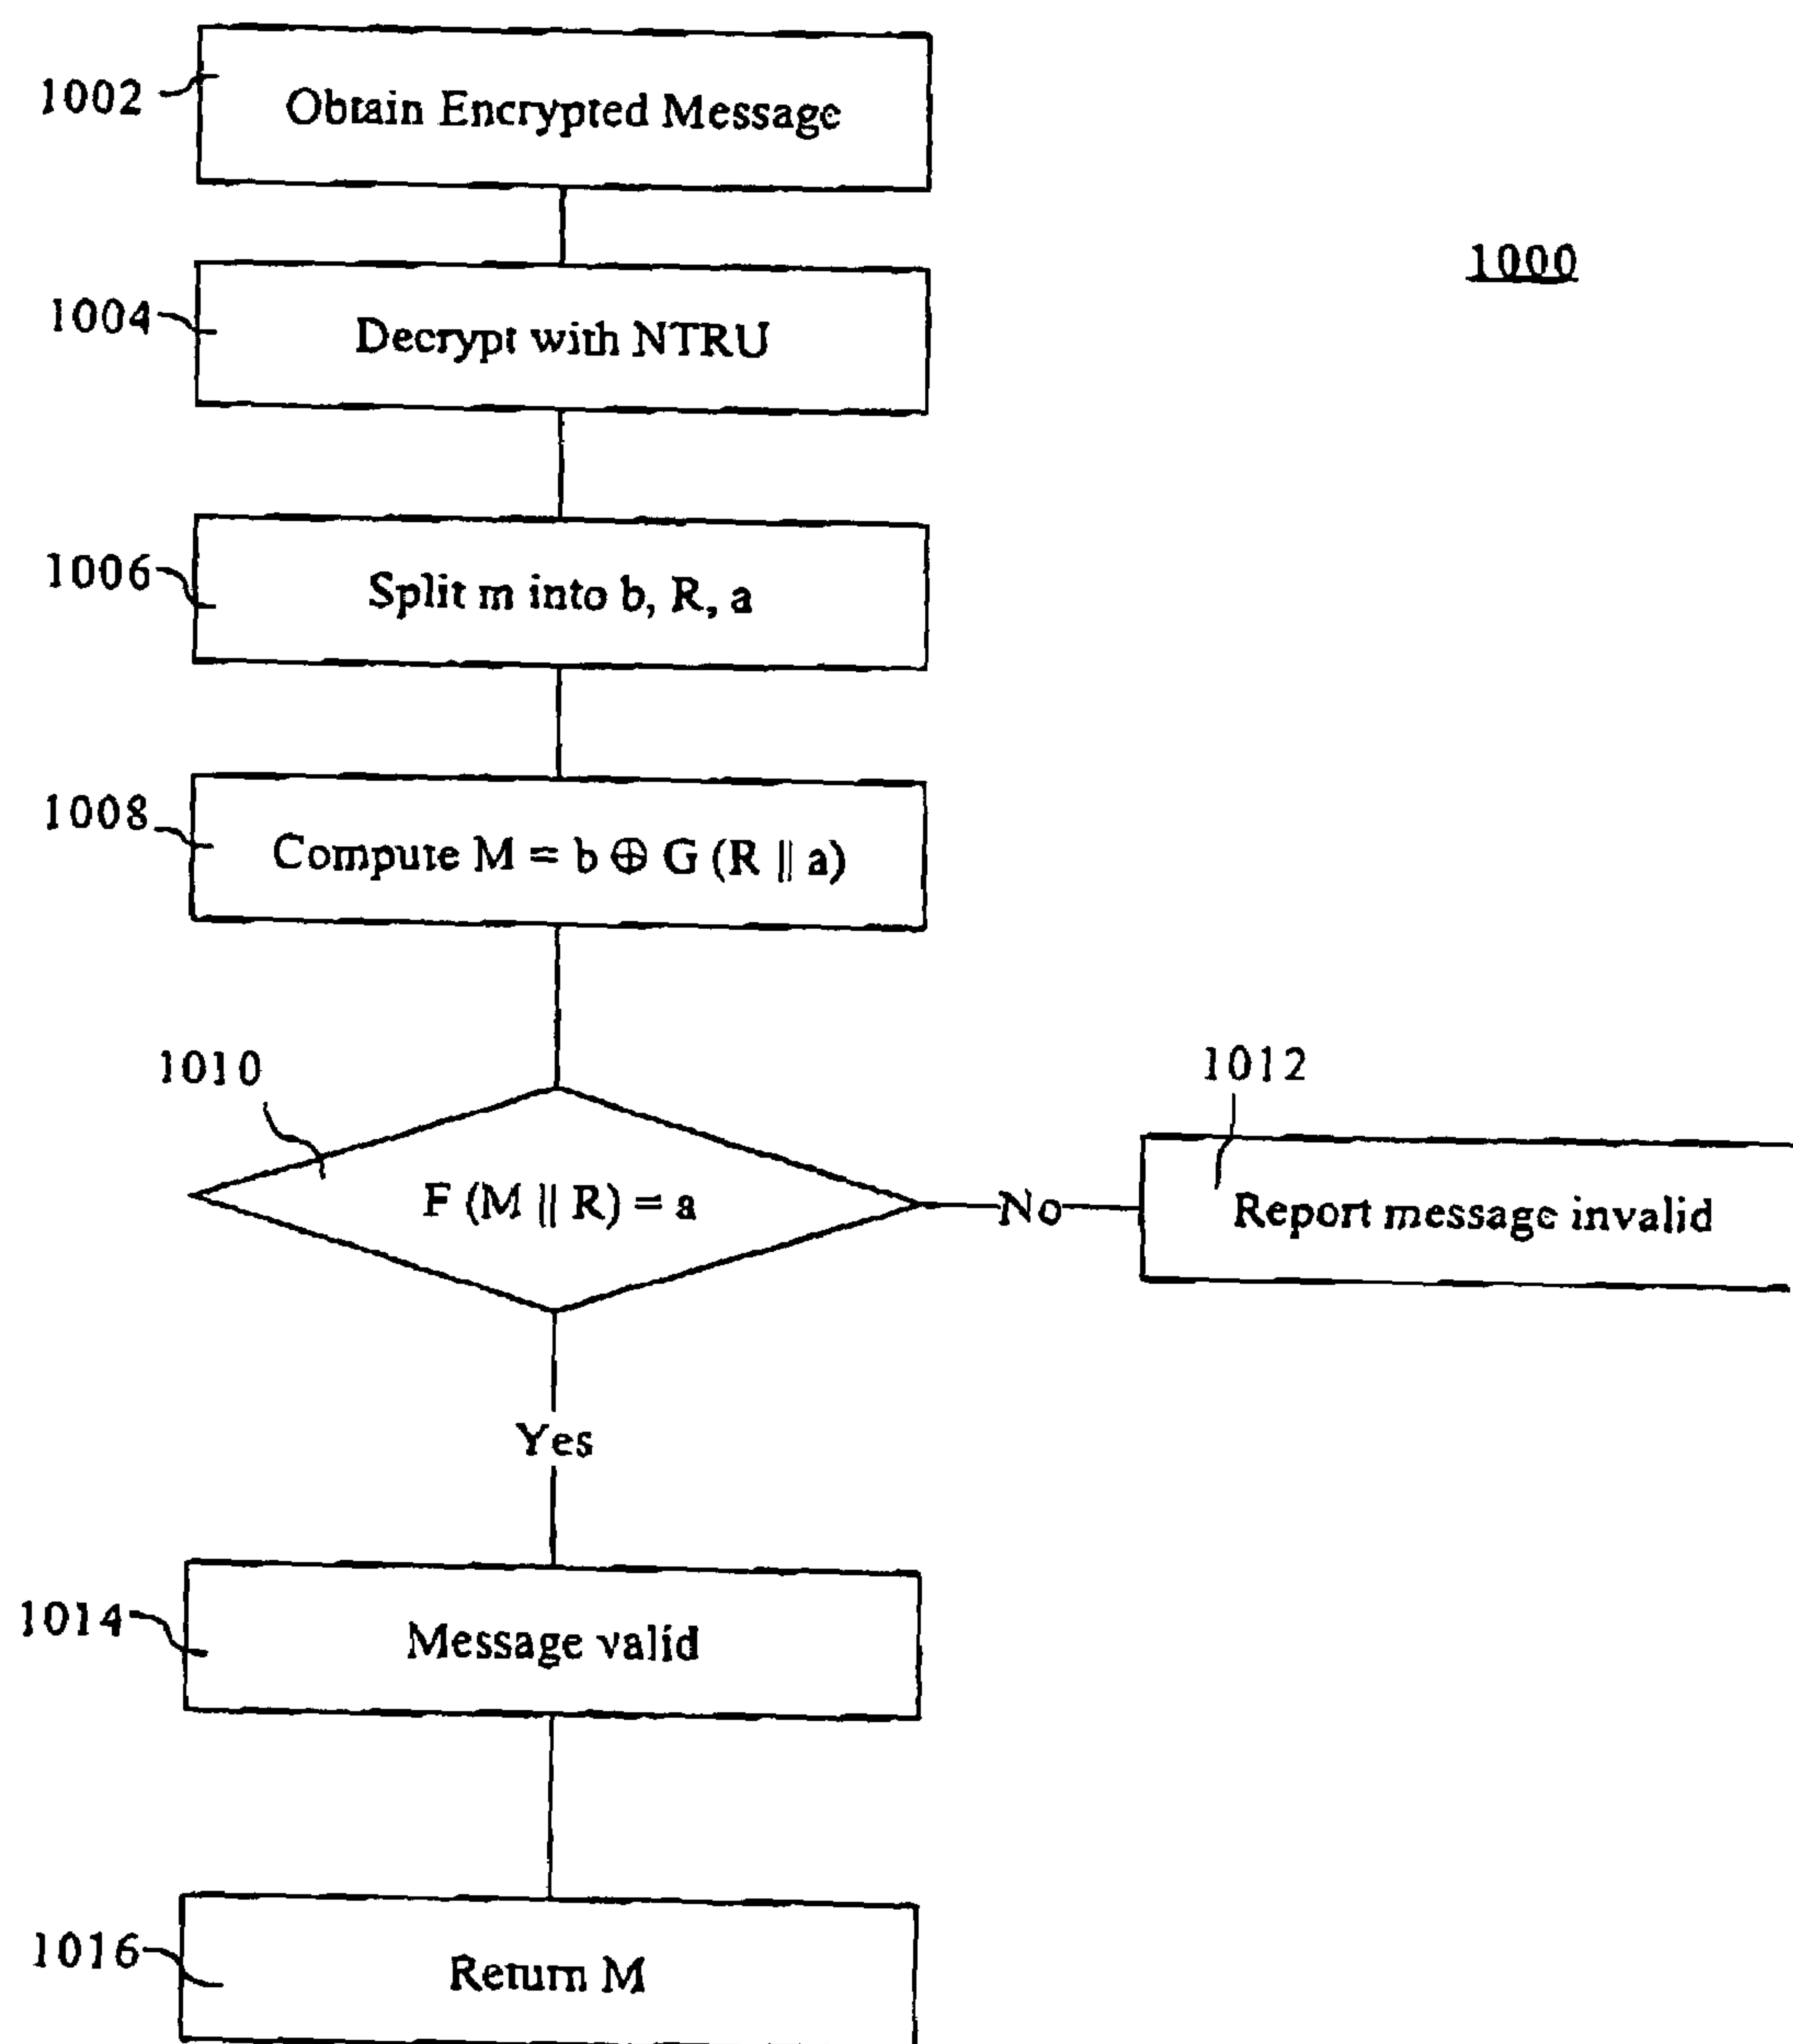 1002
Obtain Encrypted Message
1000
1004
Decrypt with NTRU
1006
Split m into b, R, a
1008
Compute M = b ⊕ G (R || a)
1010
F (M || R) = a
No
1012
Report message invalid
Yes
1014
Message valid
1016
Return M